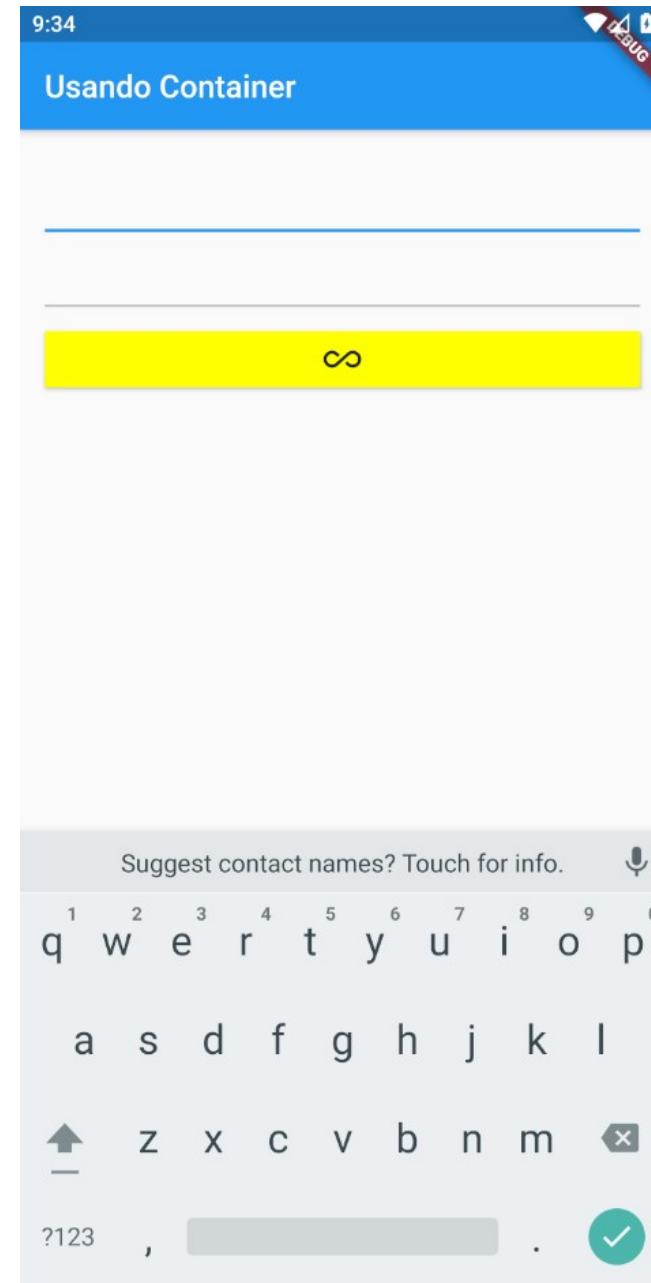 9:34
DEBUG
Usando Container
Suggest contact names? Touch for info.
1 2 3 4 5 6 7 8 9
q w e r t y u i o p
a s d f g h j k l
z x c v b n m
?123 , .